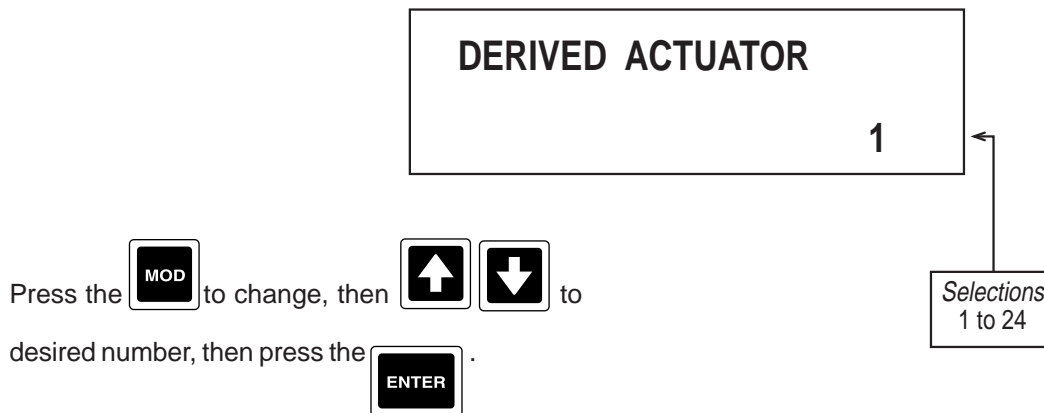 DERIVED ACTUATOR
1
Press the MOD to change, then to
desired number, then press the ENTER .
Selections
1 to 24